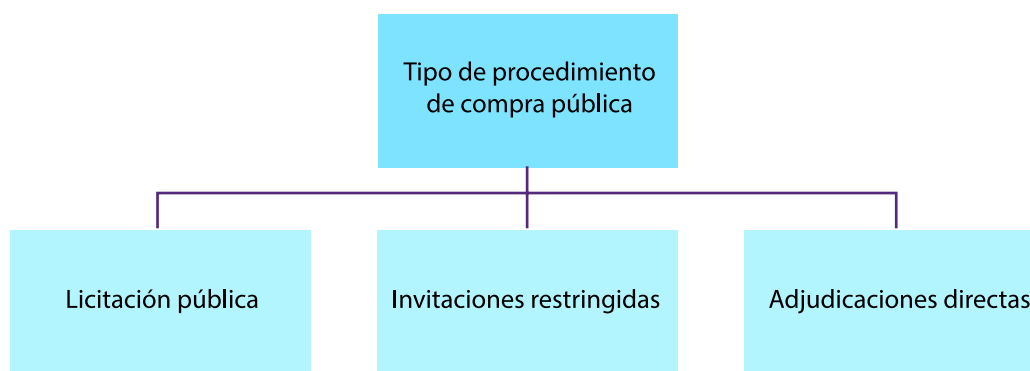 Tipo de procedimiento
de compra pública
Licitación pública
Invitaciones restringidas
Adjudicaciones directas